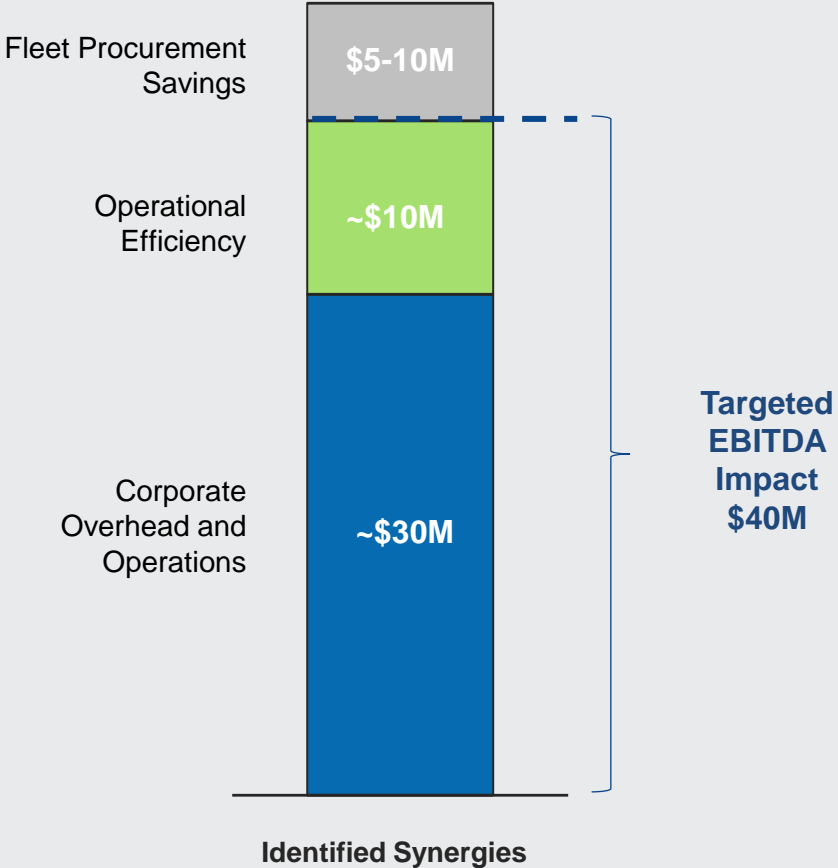 Fleet Procurement
Savings
$5-10M
Operational
Efficiency
~$10M
Corporate
Overhead and
Operations
~$30M
Targeted
EBITDA
Impact
$40M
Identified Synergies